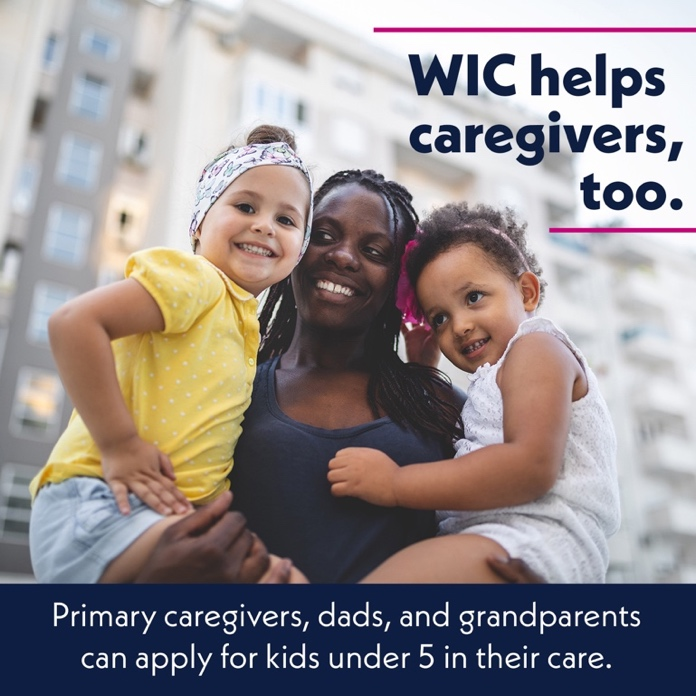 WIC helps
caregivers,
too.
Primary caregivers, dads, and grandparents
can apply for kids under 5 in their care.